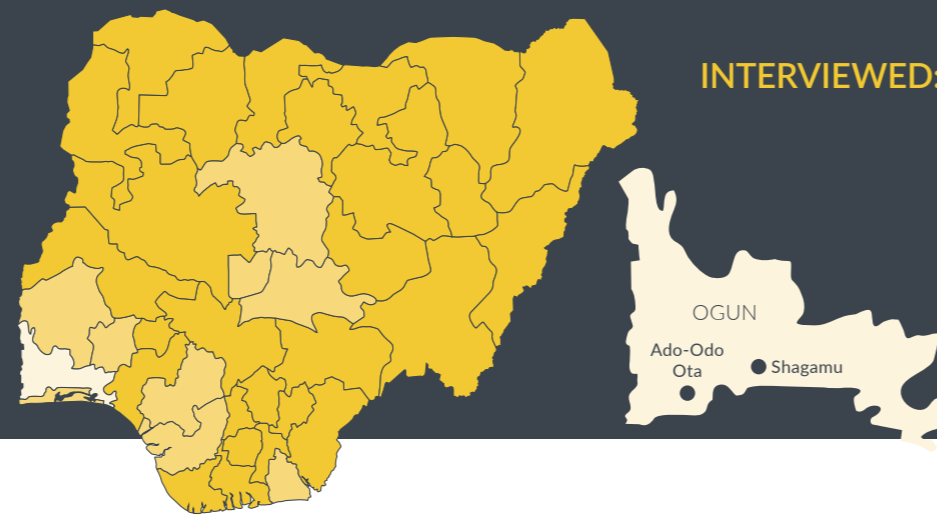 INTERVIEWED:
OGUN
Ado-Odo
Ota
Shagamu